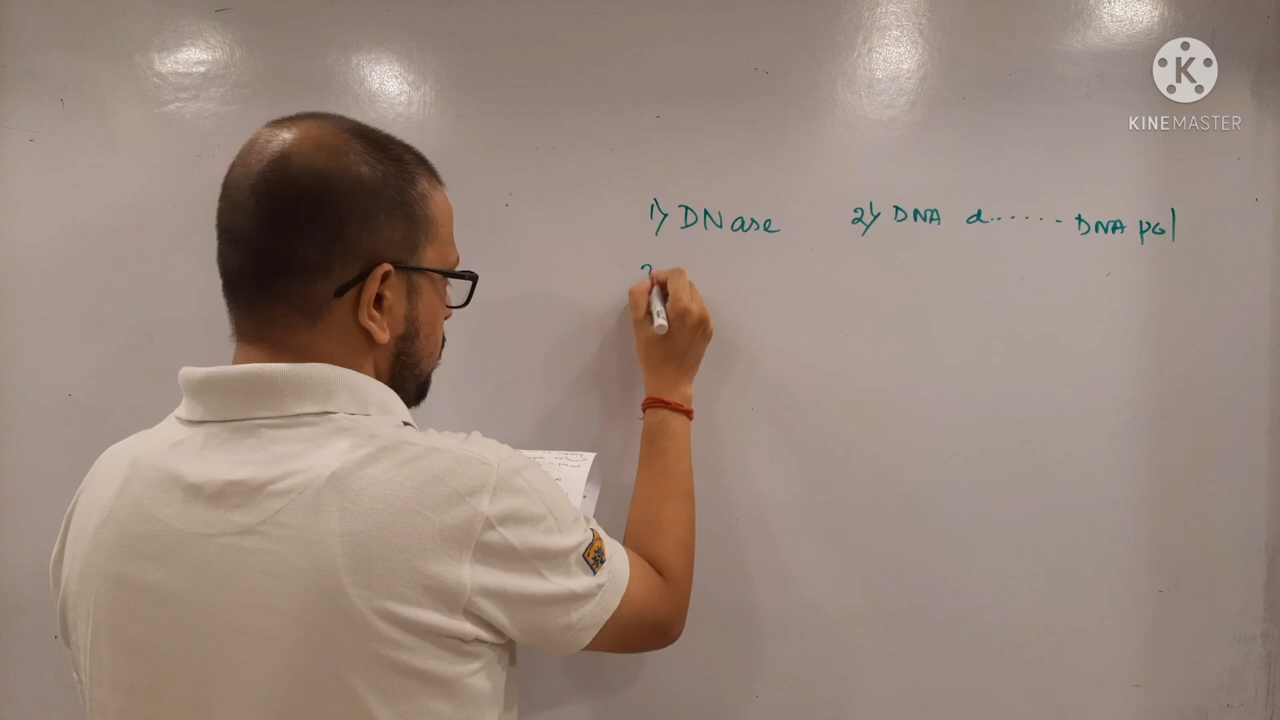 K
KINEMASTER
1) DNase 2) DNA d...... DNA pol